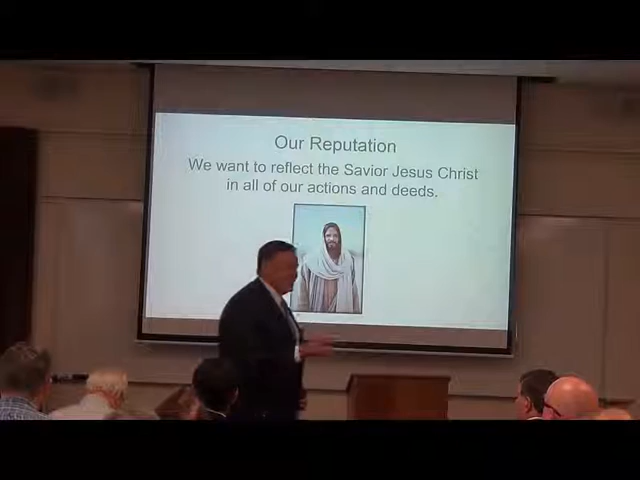 Our Reputation
We want to reflect the Savior Jesus Christ
in all of our actions and deeds.